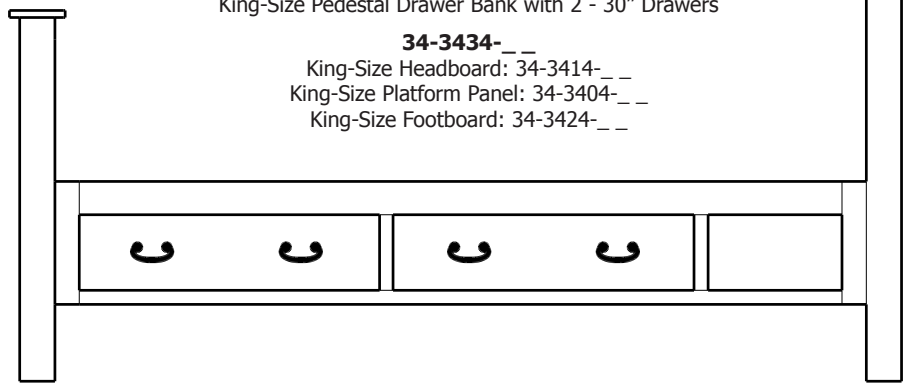 King-Size Pedestal Drawer Bank with 2 - 30" Drawers
34-3434-_ _
King-Size Headboard: 34-3414-_ _
King-Size Platform Panel: 34-3404-_ _
King-Size Footboard: 34-3424-_ _